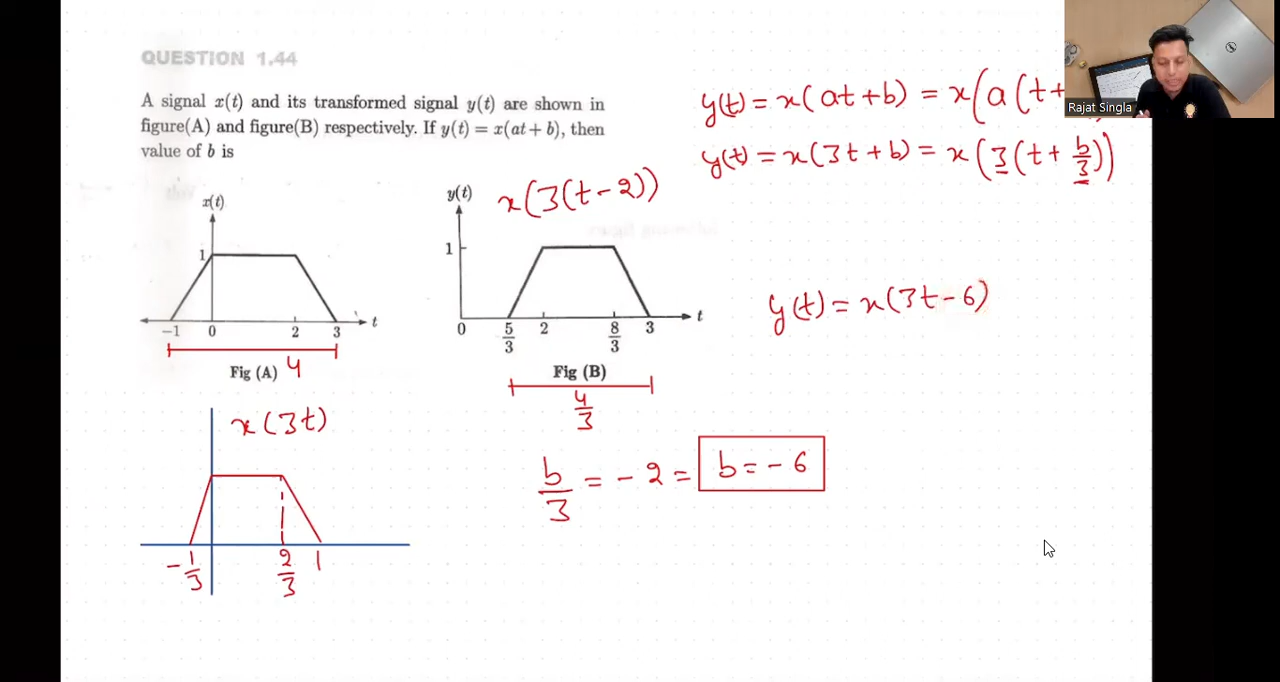 QUESTION 1.44
A signal x(t) and its transformed signal y(t) are shown in
figure(A) and figure(B) respectively. If y(t) = x(at + b), then
value of b is
y(t) = x(at+b) = x(a(t+
y(t) = x(3t+b) = x(3(t+b/3))
Rajat Singla
x(t)
1
-1 0 2 3 t
4
Fig (A)
y(t)
x(3(t-2))
1
0 5/3 2 8/3 3 t
Fig (B)
4/3
y(t) = x(3t-6)
x(3t)
-1/3 2/3 1
b/3 = -2 = b = -6